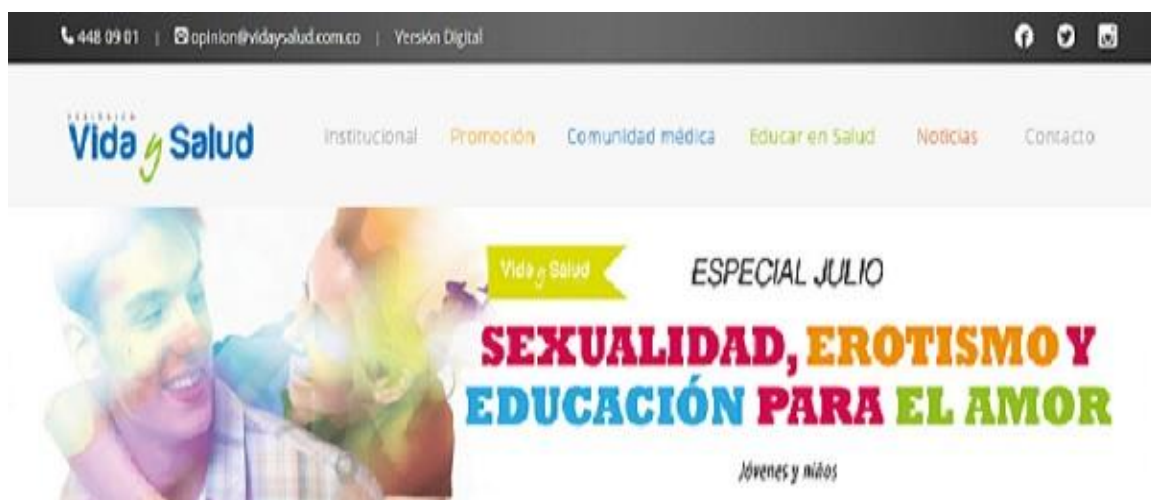 448 09 01 | opinion@vidaysalud.com.co | Versión Digital
PERIÓDICO
Vida y Salud
Institucional Promoción Comunidad médica Educar en Salud Noticias Contacto
Vida y Salud
ESPECIAL JULIO
SEXUALIDAD, EROTISMO Y
EDUCACIÓN PARA EL AMOR
Jóvenes y niños